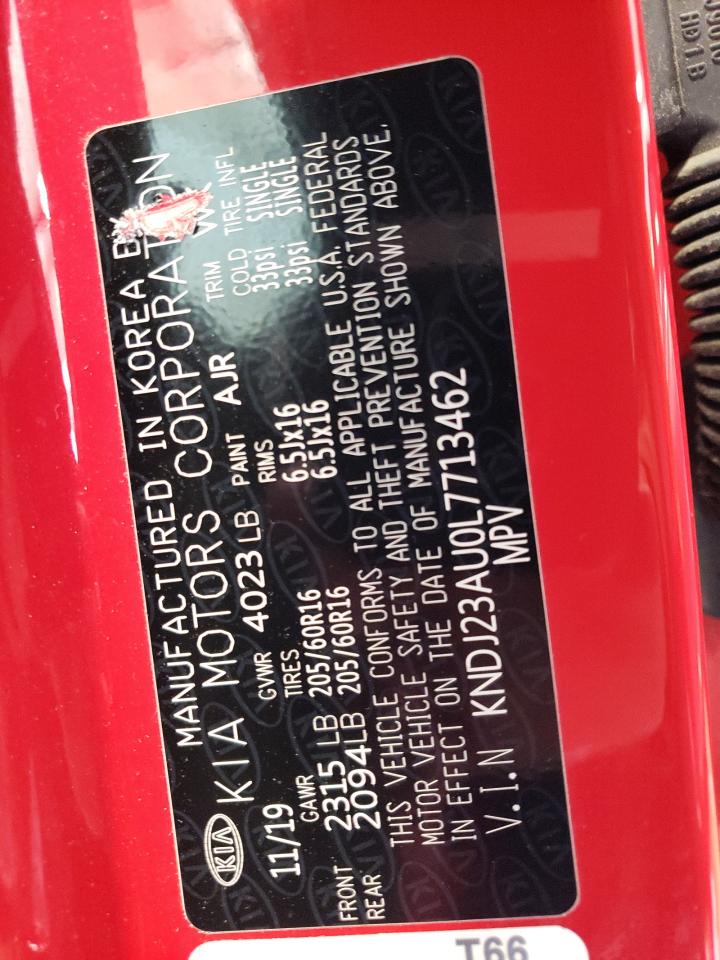 MANUFACTURED IN KOREA
KIA KIA MOTORS CORPORATION
11/19 GVWR 4023 LB PAINT AJR TRIM
GAWR TIRES RIMS COLD TIRE INFL
FRONT 2315 LB 205/60R16 6.5Jx16 33psi SINGLE
REAR 2094LB 205/60R16 6.5Jx16 33psi SINGLE
THIS VEHICLE CONFORMS TO ALL APPLICABLE U.S.A. FEDERAL
MOTOR VEHICLE SAFETY AND THEFT PREVENTION STANDARDS
IN EFFECT ON THE DATE OF MANUFACTURE SHOWN ABOVE.
V.I.N KNDJ23AU0L7713462
MPV
T66
HD1.B